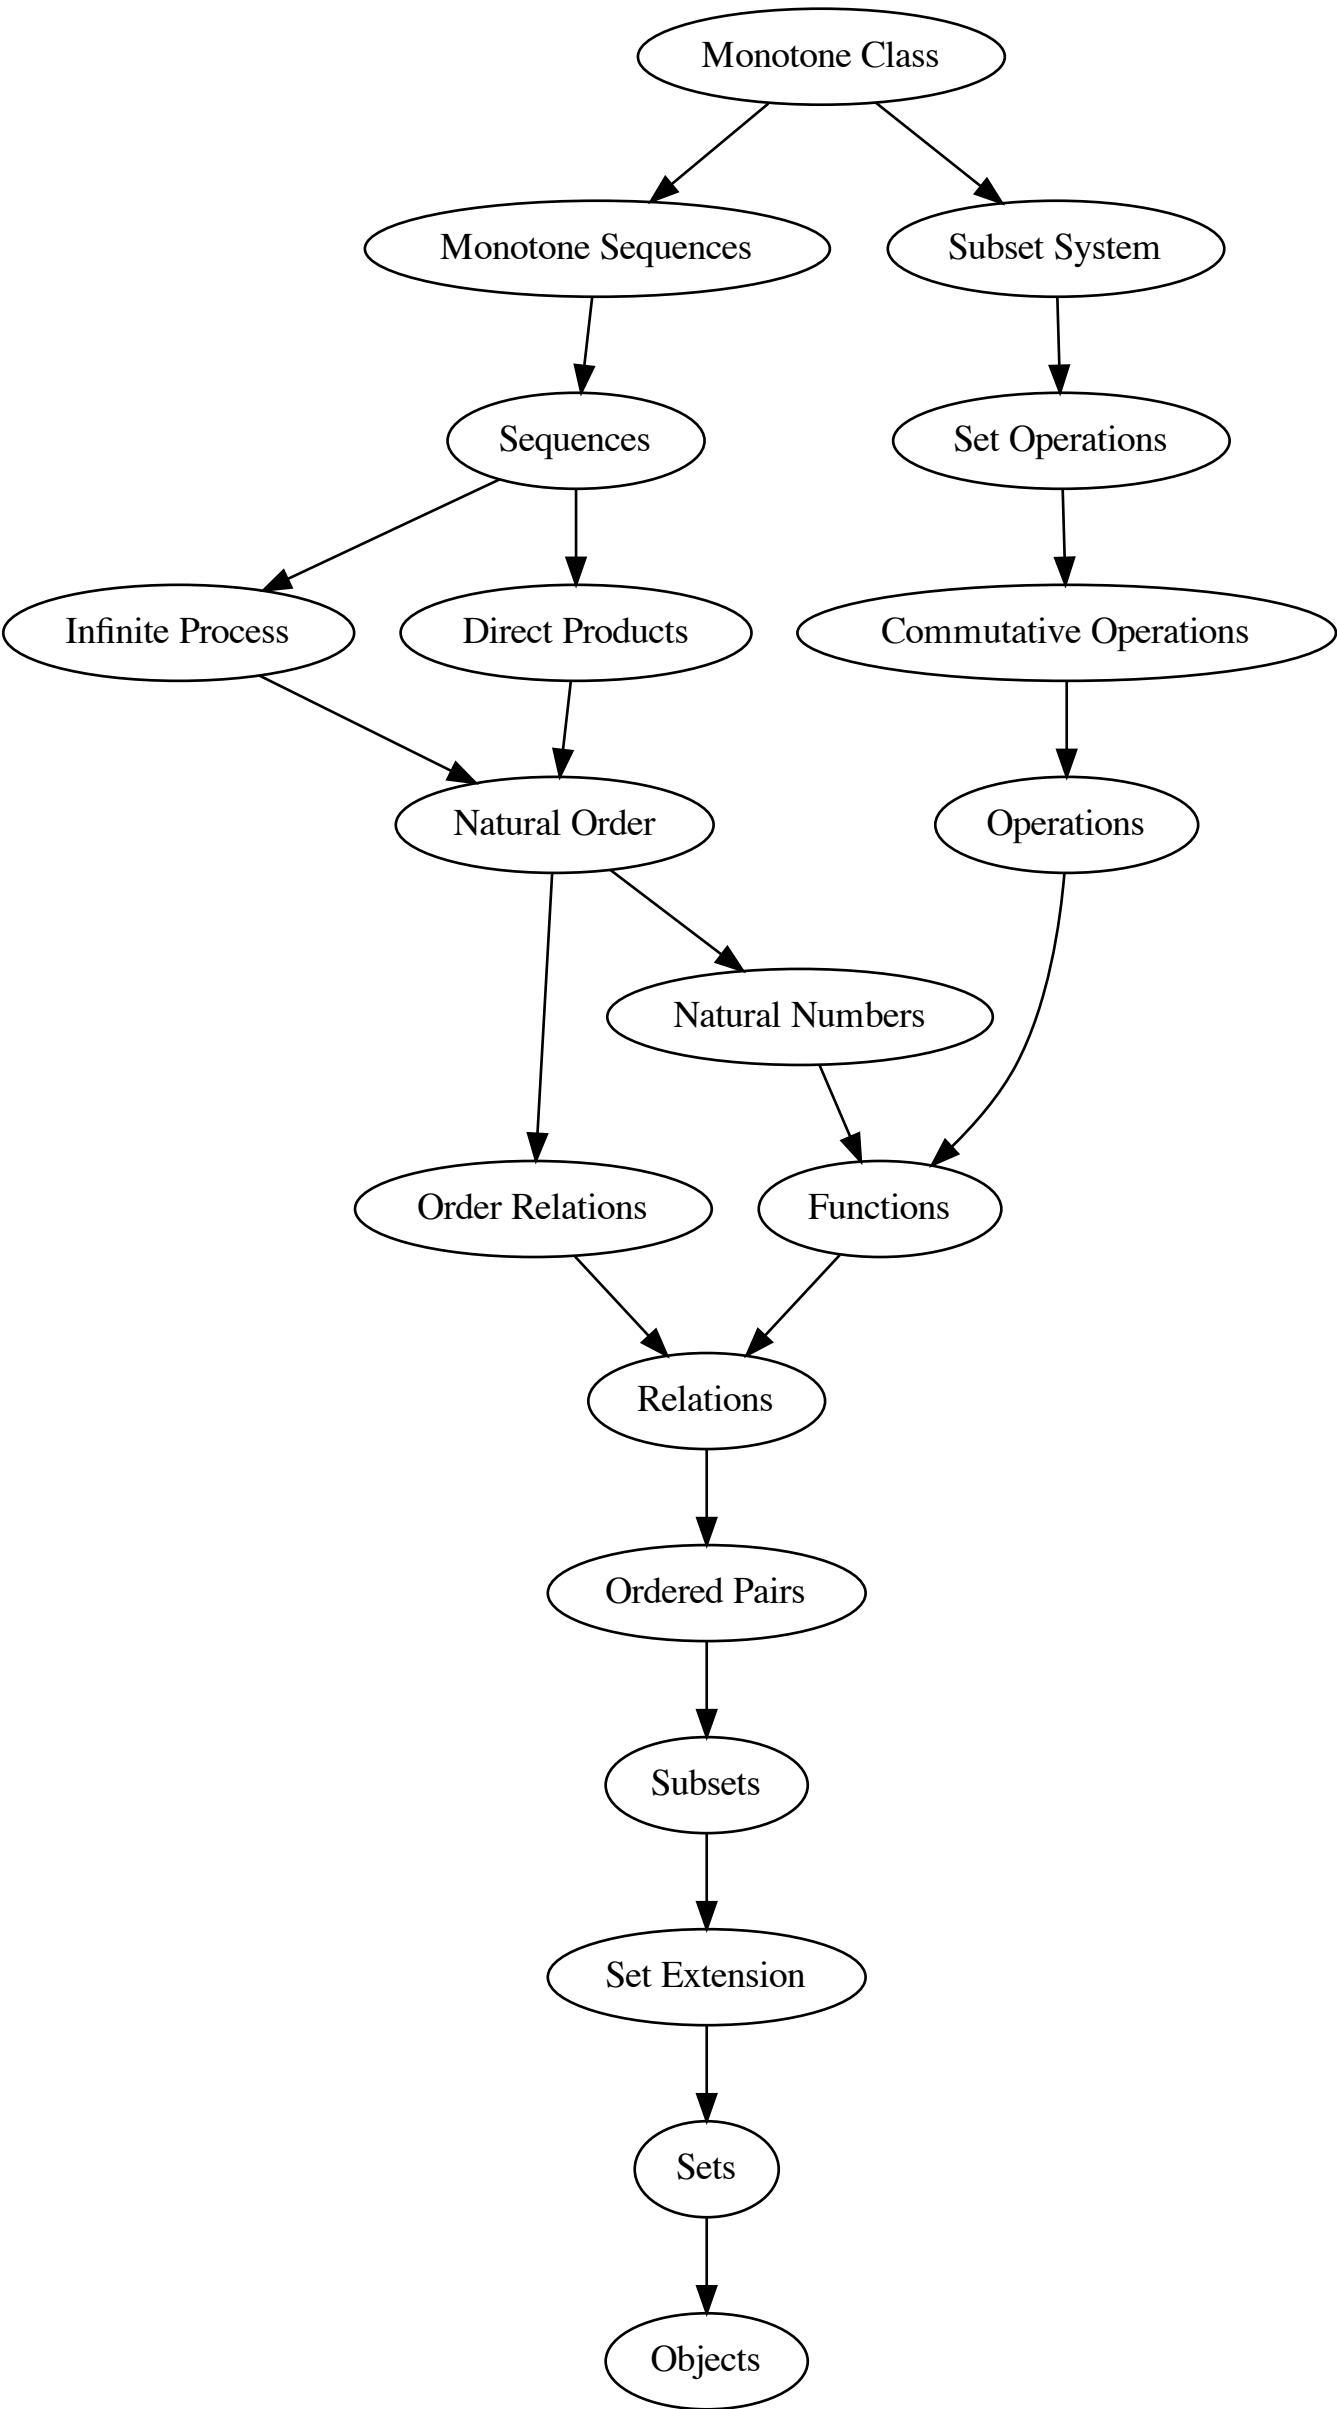 Monotone Class
Monotone Sequences
Subset System
Sequences
Set Operations
Infinite Process
Direct Products
Commutative Operations
Natural Order
Operations
Natural Numbers
Order Relations
Functions
Relations
Ordered Pairs
Subsets
Set Extension
Sets
Objects